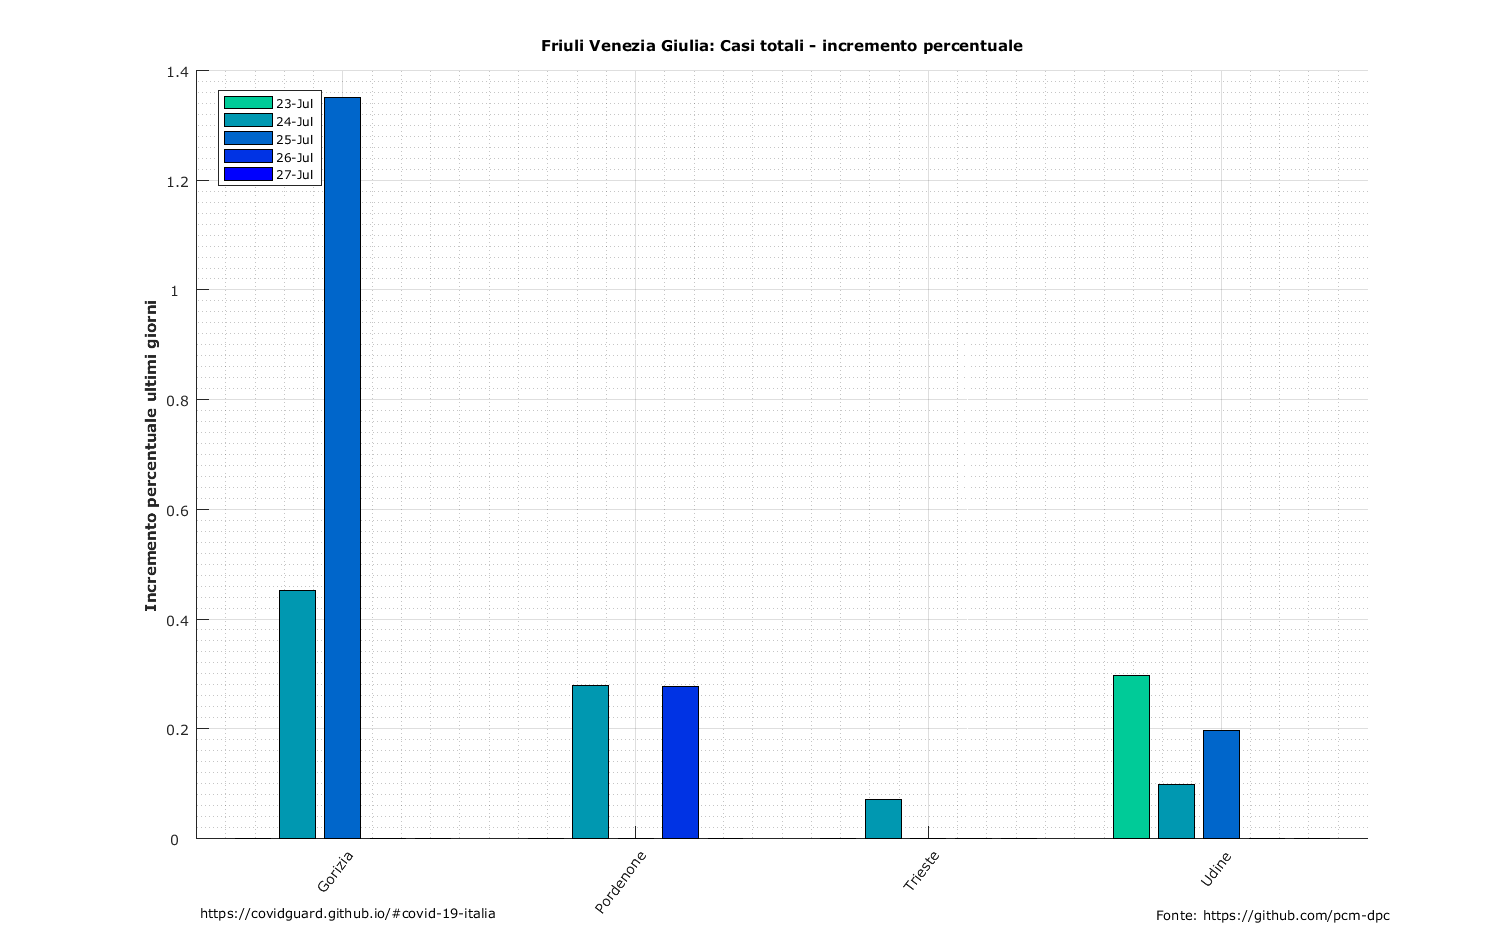 Friuli Venezia Giulia: Casi totali - incremento percentuale
Incremento percentuale ultimi giorni
1.4
1.2
1
0.8
0.6
0.4
0.2
0
23-Jul
24-Jul
25-Jul
26-Jul
27-Jul
Gorizia
Pordenone
Trieste
Udine
https://covidguard.github.io/#covid-19-italia
Fonte: https://github.com/pcm-dpc